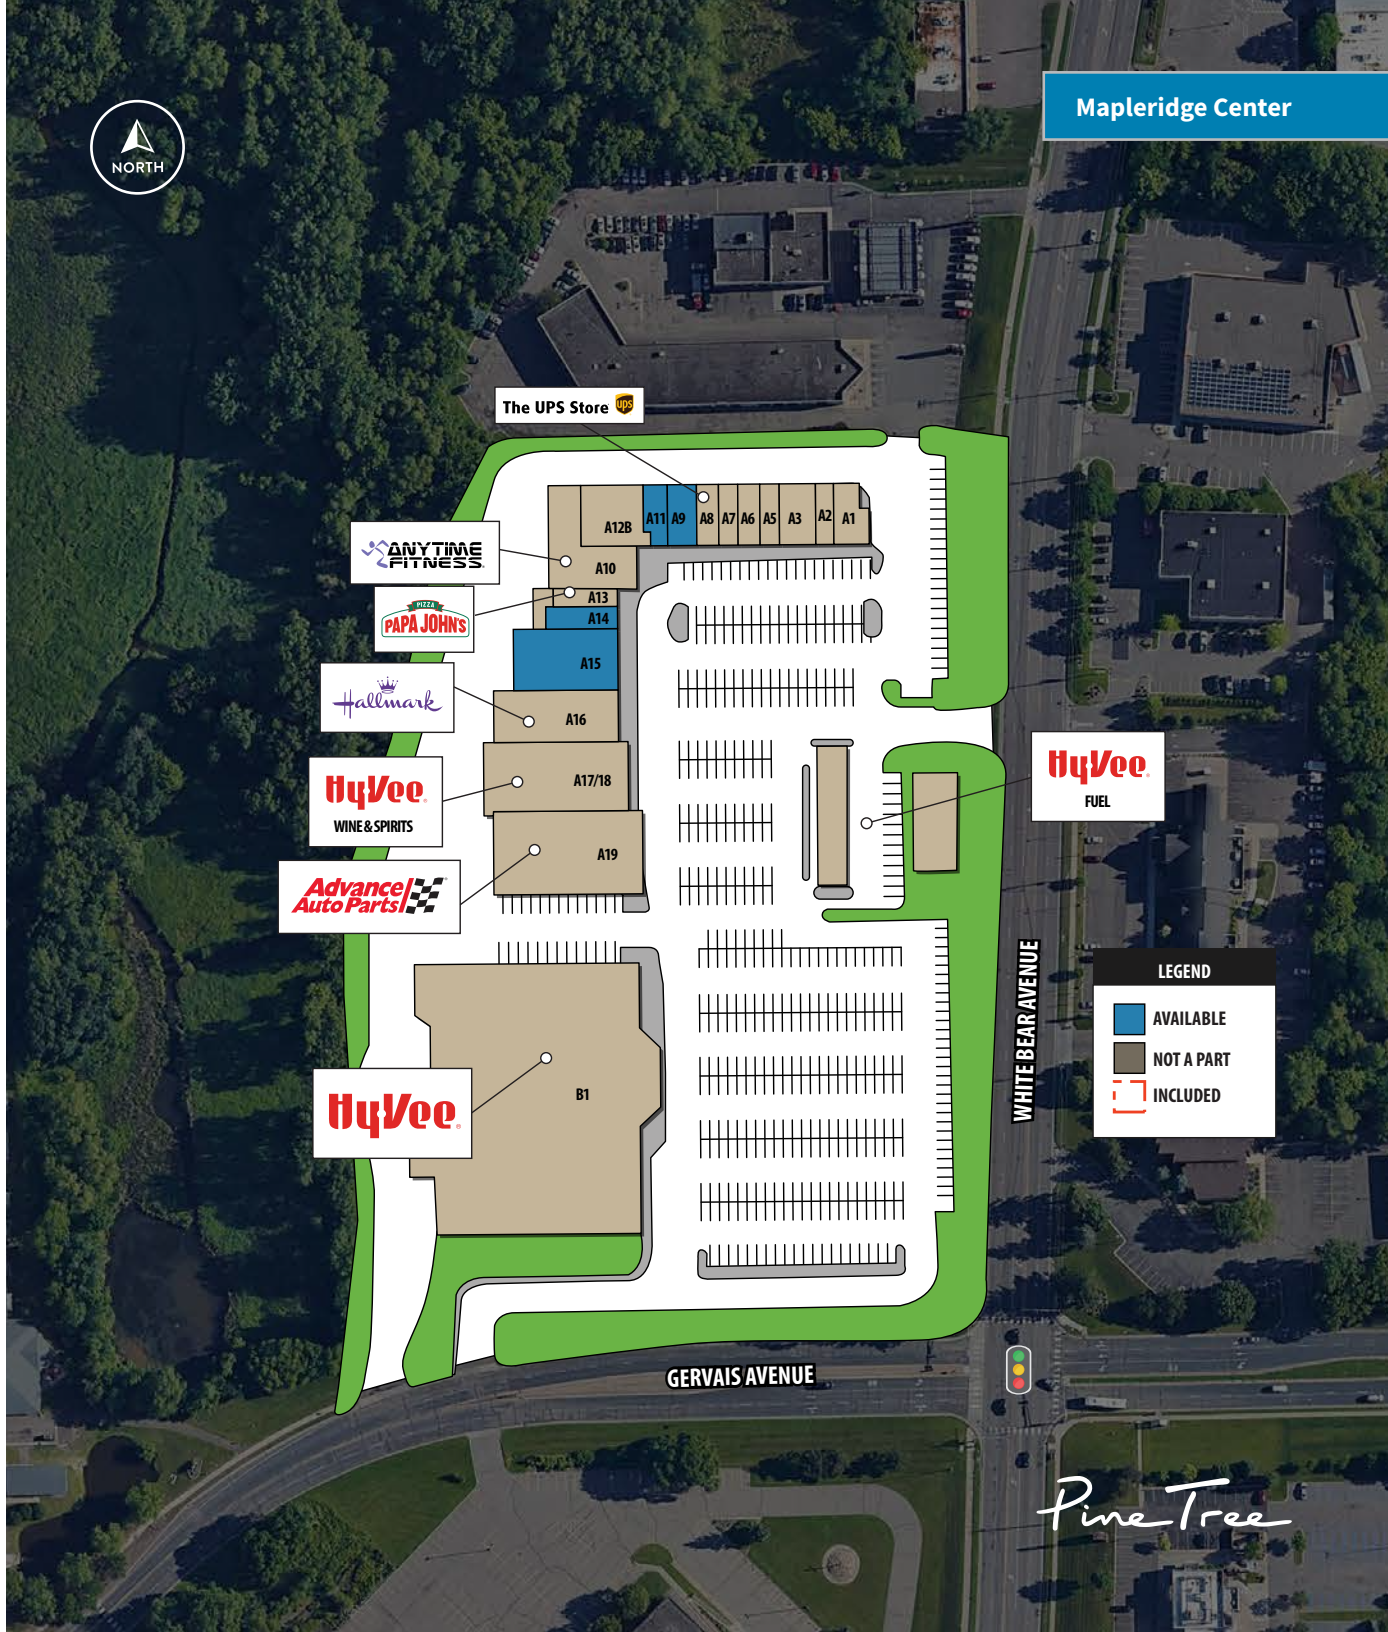 Mapleridge Center
NORTH
The UPS Store ups
A12B
A11
A9
A8
A7
A6
A5
A3
A2
A1
ANYTIME
FITNESS
A10
PIZZA
PAPA JOHN'S
A13
A14
A15
Hallmark
A16
HyVee
WINE & SPIRITS
A17/18
HyVee
FUEL
Advance
Auto Parts
A19
WHITE BEAR AVENUE
LEGEND
AVAILABLE
NOT A PART
INCLUDED
HyVee
B1
GERVAIS AVENUE
PineTree